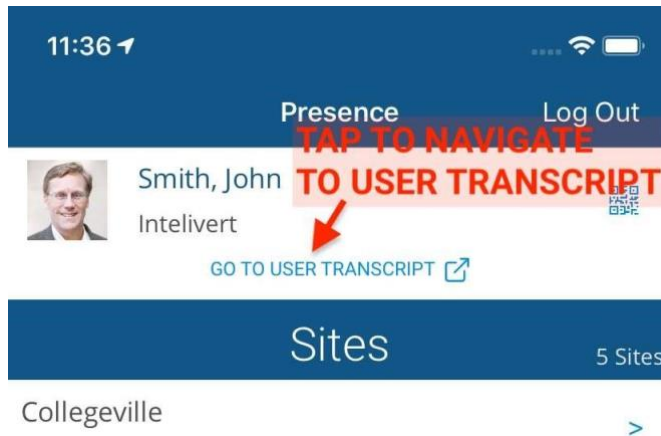 11:36
Presence
Log Out
TAP TO NAVIGATE
TO USER TRANSCRIPT
Smith, John
Intelivert
GO TO USER TRANSCRIPT
Sites
5 Sites
Collegeville
>